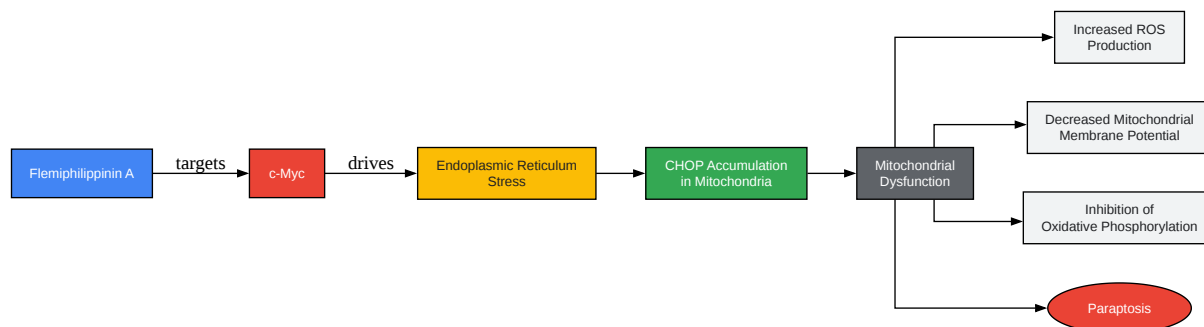 Flemiphilippinin A
targets
c-Myc
drives
Endoplasmic Reticulum
Stress
CHOP Accumulation
in Mitochondria
Mitochondrial
Dysfunction
Increased ROS
Production
Decreased Mitochondrial
Membrane Potential
Inhibition of
Oxidative Phosphorylation
Paraptosis